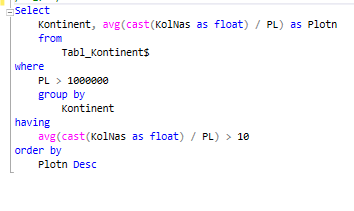 Select
Kontinent, avg(cast(KolNas as float) / PL) as Plotn
from
Tabl_Kontinent$
where
PL > 1000000
group by
Kontinent
having
avg(cast(KolNas as float) / PL) > 10
order by
Plotn Desc